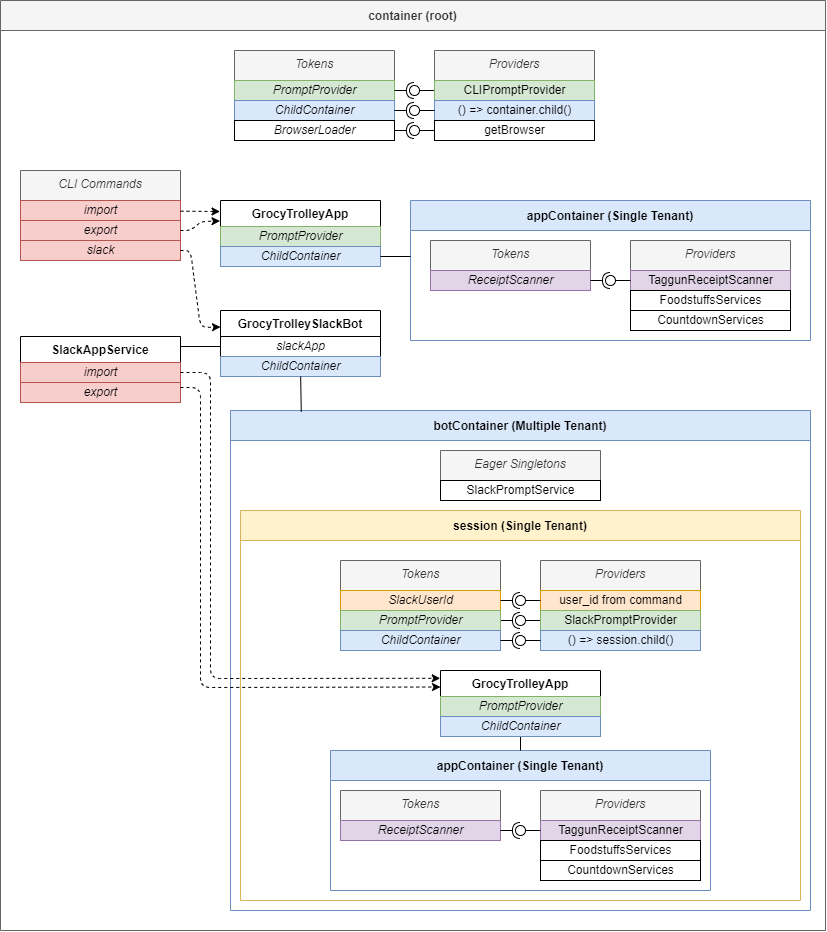 container (root)
Tokens
Providers
PromptProvider
CLIPromptProvider
ChildContainer
() => container.child()
BrowserLoader
getBrowser
CLI Commands
import
export
slack
GrocyTrolleyApp
PromptProvider
ChildContainer
appContainer (Single Tenant)
Tokens
Providers
ReceiptScanner
TaggunReceiptScanner
FoodstuffsServices
CountdownServices
GrocyTrolleySlackBot
slackApp
ChildContainer
SlackAppService
import
export
botContainer (Multiple Tenant)
Eager Singletons
SlackPromptService
session (Single Tenant)
Tokens
Providers
SlackUserId
user_id from command
PromptProvider
SlackPromptProvider
ChildContainer
() => session.child()
GrocyTrolleyApp
PromptProvider
ChildContainer
appContainer (Single Tenant)
Tokens
Providers
ReceiptScanner
TaggunReceiptScanner
FoodstuffsServices
CountdownServices